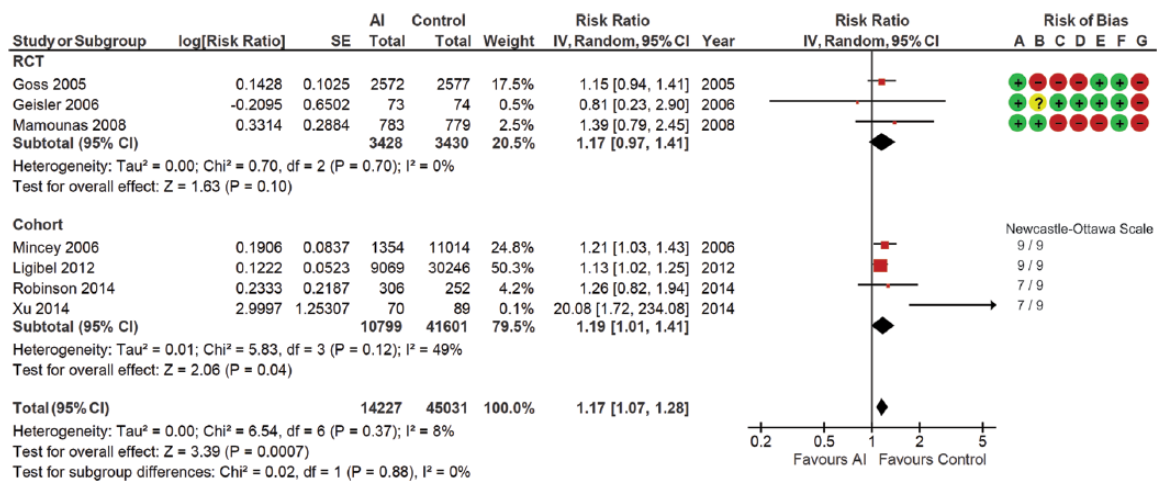 AI Control Risk Ratio Risk Ratio Risk of Bias
Study or Subgroup log[Risk Ratio] SE Total Total Weight IV, Random, 95% CI Year IV, Random, 95% CI A B C D E F G
RCT
Goss 2005 0.1428 0.1025 2572 2577 17.5% 1.15 [0.94, 1.41] 2005 + - - - + + -
Geisler 2006 -0.2095 0.6502 73 74 0.5% 0.81 [0.23, 2.90] 2006 + ? + + + + -
Mamounas 2008 0.3314 0.2884 783 779 2.5% 1.39 [0.79, 2.45] 2008 + + - - - + -
Subtotal (95% CI) 3428 3430 20.5% 1.17 [0.97, 1.41]
Heterogeneity: Tau² = 0.00; Chi² = 0.70, df = 2 (P = 0.70); I² = 0%
Test for overall effect: Z = 1.63 (P = 0.10)
Cohort
Newcastle-Ottawa Scale
Mincey 2006 0.1906 0.0837 1354 11014 24.8% 1.21 [1.03, 1.43] 2006 9 / 9
Ligibel 2012 0.1222 0.0523 9069 30246 50.3% 1.13 [1.02, 1.25] 2012 9 / 9
Robinson 2014 0.2333 0.2187 306 252 4.2% 1.26 [0.82, 1.94] 2014 7 / 9
Xu 2014 2.9997 1.25307 70 89 0.1% 20.08 [1.72, 234.08] 2014 7 / 9
Subtotal (95% CI) 10799 41601 79.5% 1.19 [1.01, 1.41]
Heterogeneity: Tau² = 0.01; Chi² = 5.83, df = 3 (P = 0.12); I² = 49%
Test for overall effect: Z = 2.06 (P = 0.04)
Total (95% CI) 14227 45031 100.0% 1.17 [1.07, 1.28]
Heterogeneity: Tau² = 0.00; Chi² = 6.54, df = 6 (P = 0.37); I² = 8%
Test for overall effect: Z = 3.39 (P = 0.0007)
Test for subgroup differences: Chi² = 0.02, df = 1 (P = 0.88), I² = 0%
0.2 0.5 1 2 5
Favours AI Favours Control